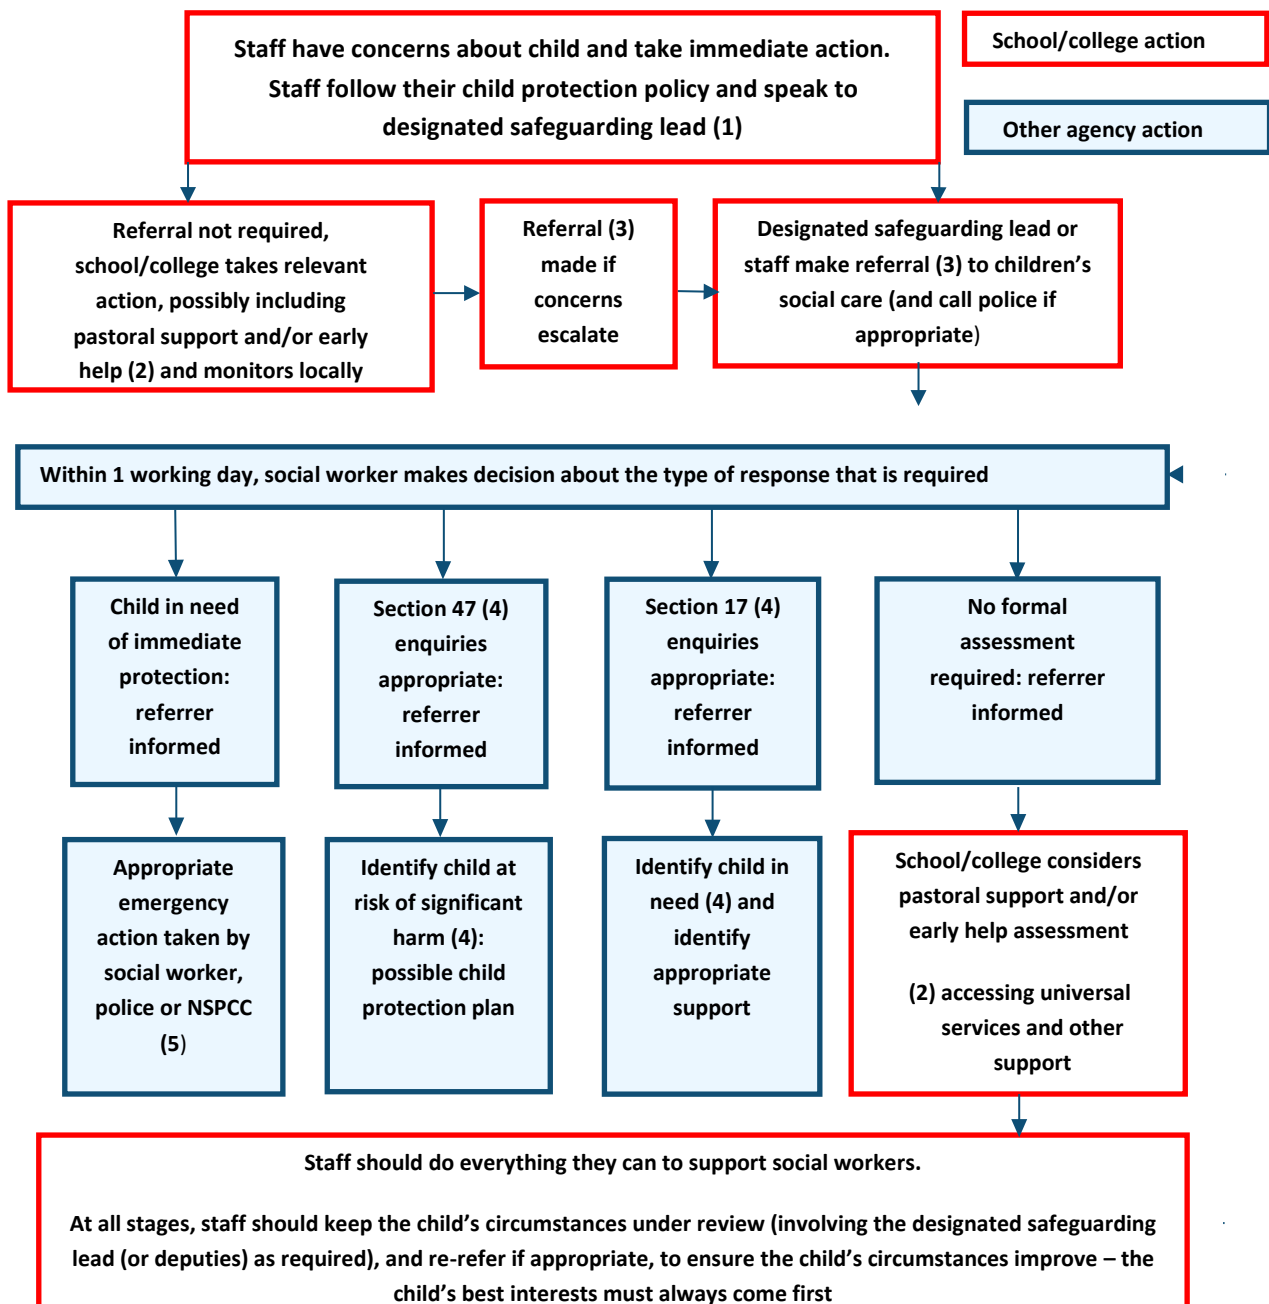 Staff have concerns about child and take immediate action.
Staff follow their child protection policy and speak to
designated safeguarding lead (1)
School/college action
Other agency action
Referral not required,
school/college takes relevant
action, possibly including
pastoral support and/or early
help (2) and monitors locally
Referral (3)
made if
concerns
escalate
Designated safeguarding lead or
staff make referral (3) to children’s
social care (and call police if
appropriate)
Within 1 working day, social worker makes decision about the type of response that is required
Child in need
of immediate
protection:
referrer
informed
Section 47 (4)
enquiries
appropriate:
referrer
informed
Section 17 (4)
enquiries
appropriate:
referrer
informed
No formal
assessment
required: referrer
informed
Appropriate
emergency
action taken by
social worker,
police or NSPCC
(5)
Identify child at
risk of significant
harm (4):
possible child
protection plan
Identify child in
need (4) and
identify
appropriate
support
School/college considers
pastoral support and/or
early help assessment
(2) accessing universal
services and other
support
Staff should do everything they can to support social workers.
At all stages, staff should keep the child’s circumstances under review (involving the designated safeguarding
lead (or deputies) as required), and re-refer if appropriate, to ensure the child’s circumstances improve – the
child’s best interests must always come first